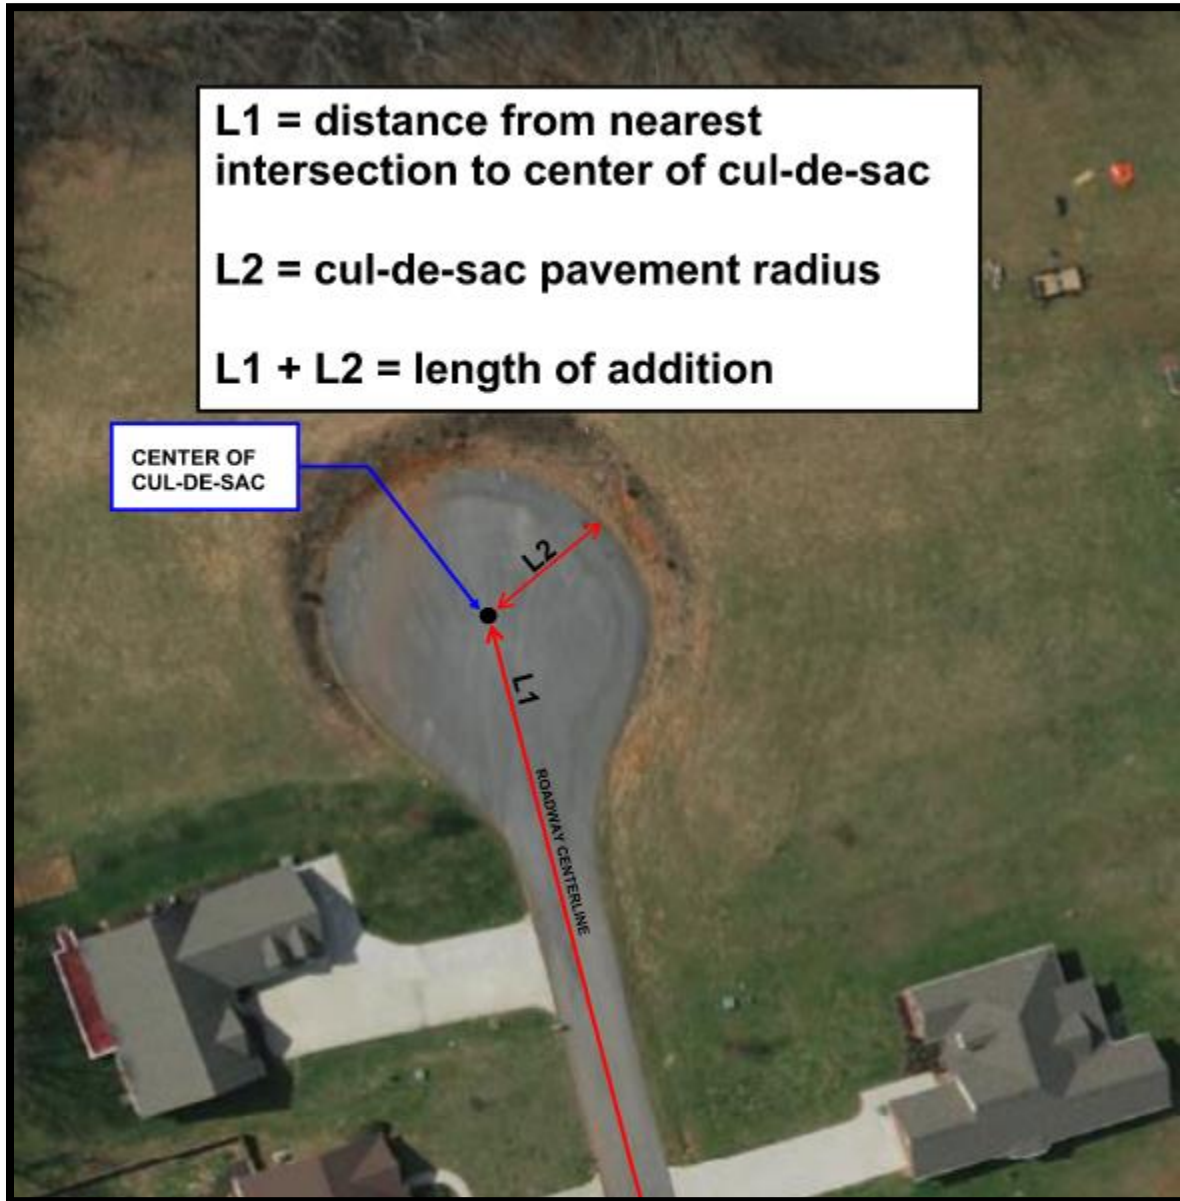 L1 = distance from nearest
intersection to center of cul-de-sac
L2 = cul-de-sac pavement radius
L1 + L2 = length of addition
CENTER OF
CUL-DE-SAC
L2
L1
ROADWAY CENTERLINE